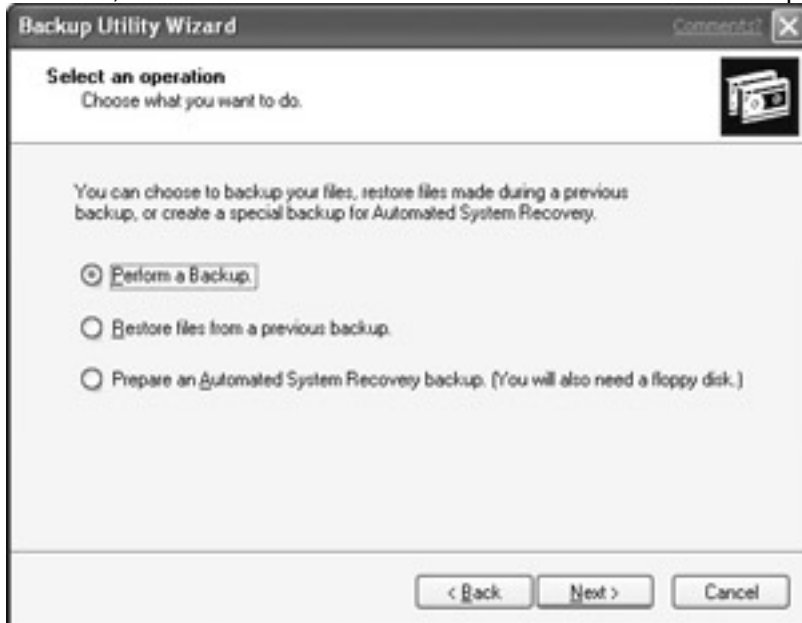 Backup Utility Wizard Comments?
Select an operation
Choose what you want to do.
You can choose to backup your files, restore files made during a previous
backup, or create a special backup for Automated System Recovery.
Perform a Backup.
Restore files from a previous backup.
Prepare an Automated System Recovery backup. (You will also need a floppy disk.)
< Back Next > Cancel